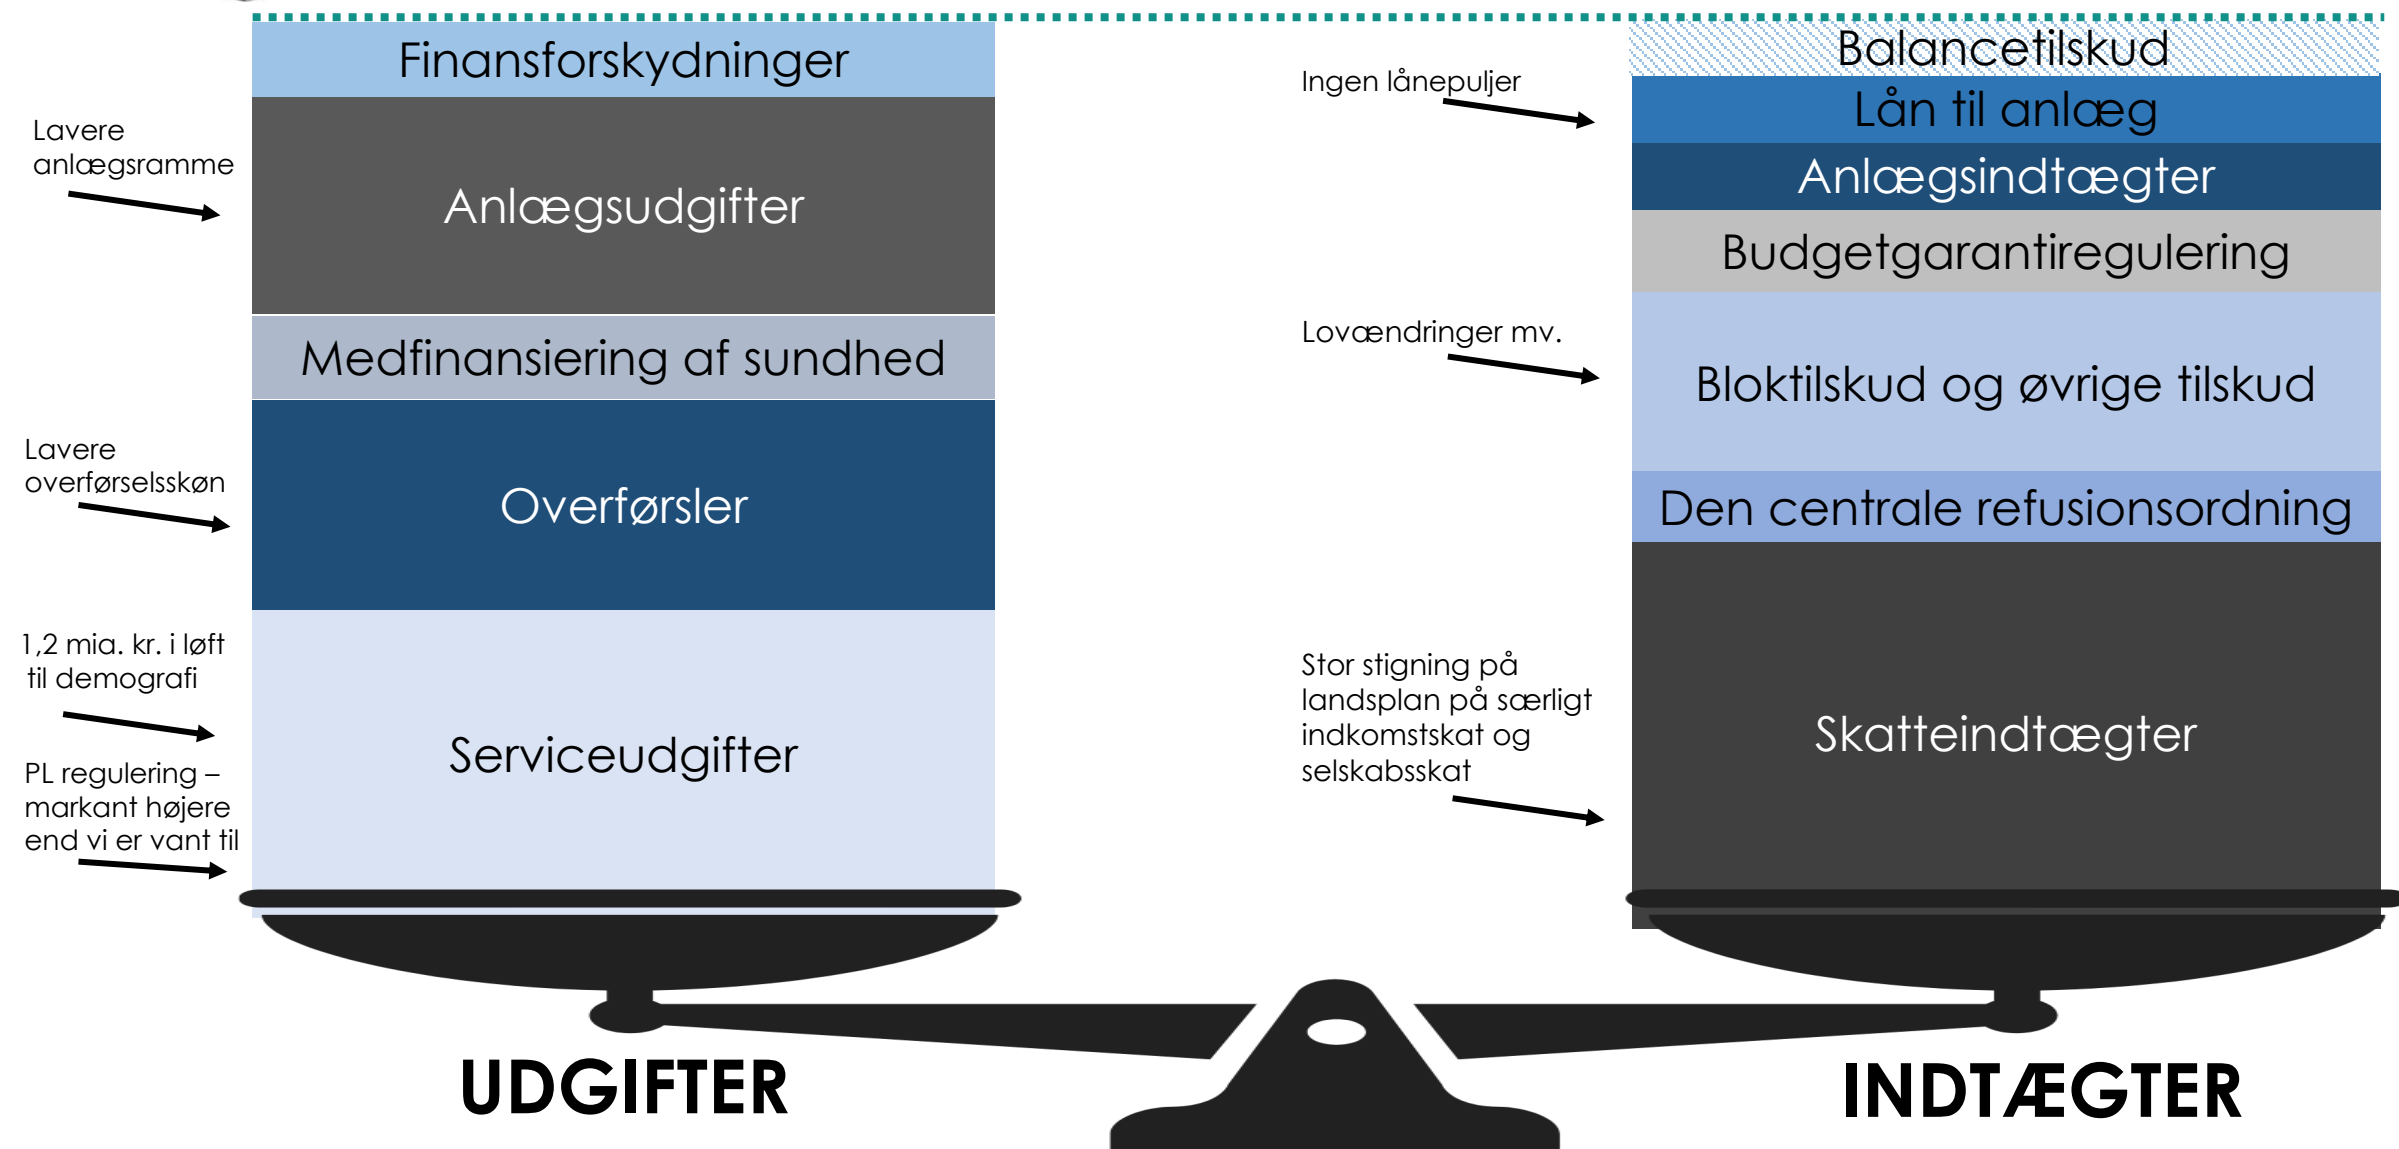 Finansforskydninger
Lavere
anlægsramme
Anlægsudgifter
Medfinansiering af sundhed
Lavere
overførselsskøn
Overførsler
1,2 mia. kr. i løft
til demografi
Serviceudgifter
PL regulering –
markant højere
end vi er vant til
UDGIFTER
Balancetilskud
Ingen lånepuljer
Lån til anlæg
Anlægsindtægter
Budgetgarantiregulering
Lovændringer mv.
Bloktilskud og øvrige tilskud
Den centrale refusionsordning
Stor stigning på
landsplan på særligt
indkomstskat og
selskabsskat
Skatteindtægter
INDTÆGTER